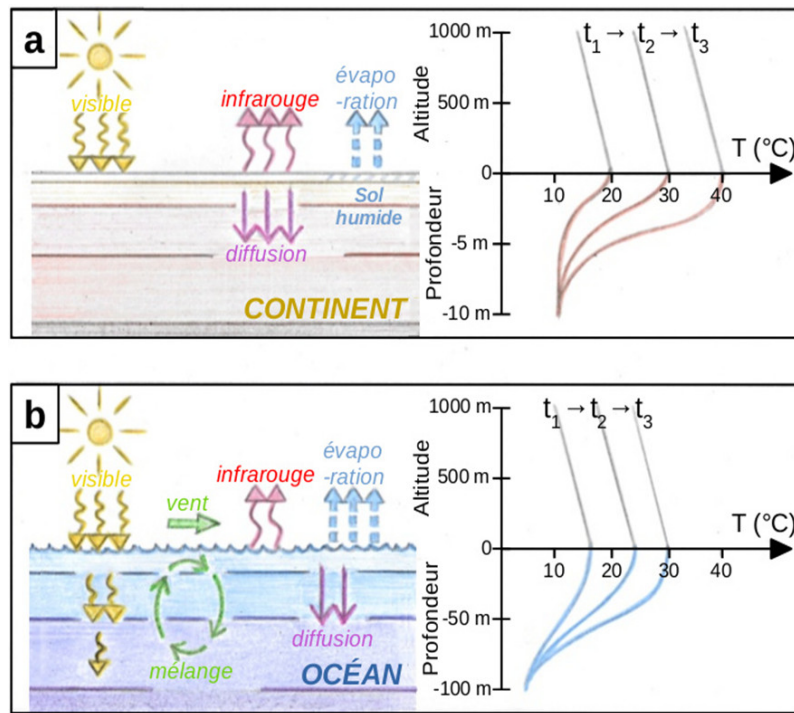 a
visible
infrarouge
évapo
-ration
Sol
humide
diffusion
CONTINENT
t1 → t2 → t3
1000 m
Altitude
500 m
T (°C)
0
10
20
30
40
Profondeur
-5 m
-10 m
b
visible
vent
infrarouge
évapo
-ration
diffusion
mélange
OCÉAN
t1 → t2 → t3
1000 m
Altitude
500 m
T (°C)
0
10
20
30
40
Profondeur
-50 m
-100 m